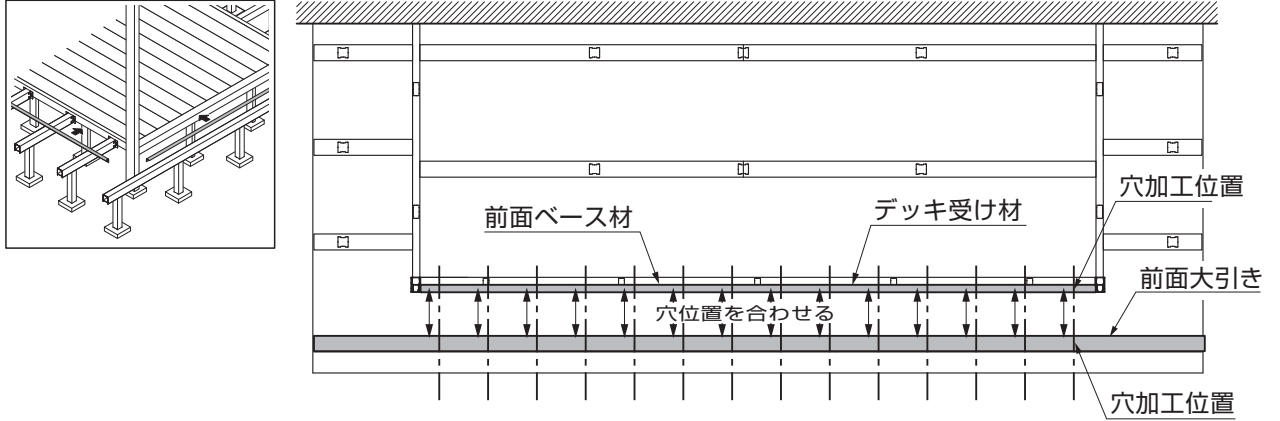 穴加工位置
前面ベース材
デッキ受け材
前面大引き
穴位置を合わせる
穴加工位置